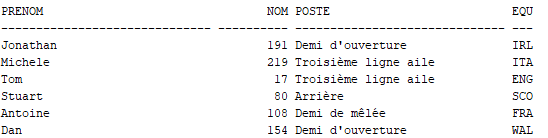 PRENOM NOM POSTE EQU
------------------------------ ---------- ------------------------------ ---
Jonathan 191 Demi d'ouverture IRL
Michele 219 Troisième ligne aile ITA
Tom 17 Troisième ligne aile ENG
Stuart 80 Arrière SCO
Antoine 108 Demi de mêlée FRA
Dan 154 Demi d'ouverture WAL